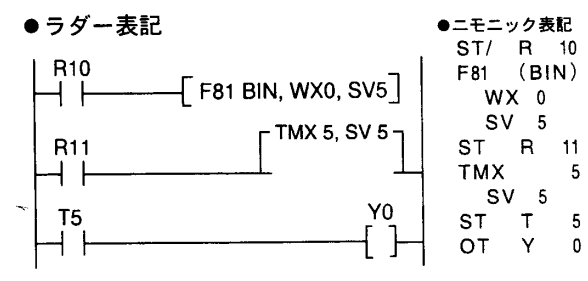 ●ラダー表記
R10
F81 BIN, WX0, SV5
R11
TMX 5, SV 5
T5
Y0
●ニモニック表記
ST/ R 10
F81 (BIN)
WX 0
SV 5
ST R 11
TMX 5
SV 5
ST T 5
OT Y 0